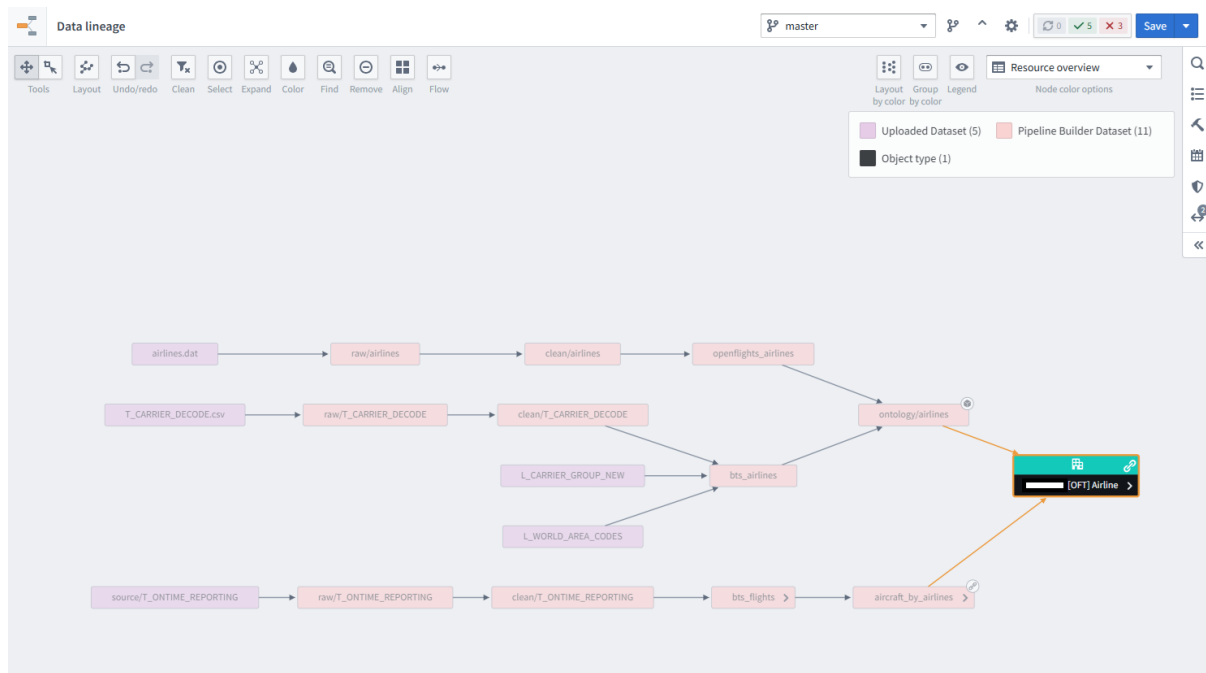 Data lineage
master
0
5
3
Save
Tools
Layout
Undo/redo
Clean
Select
Expand
Color
Find
Remove
Align
Flow
Layout by color
Group by color
Legend
Resource overview
Node color options
Uploaded Dataset (5)
Pipeline Builder Dataset (11)
Object type (1)
2
airlines.dat
raw/airlines
clean/airlines
openflights_airlines
T_CARRIER_DECODE.csv
raw/T_CARRIER_DECODE
clean/T_CARRIER_DECODE
ontology/airlines
L_CARRIER_GROUP_NEW
bts_airlines
[OFT] Airline
L_WORLD_AREA_CODES
source/T_ONTIME_REPORTING
raw/T_ONTIME_REPORTING
clean/T_ONTIME_REPORTING
bts_flights
aircraft_by_airlines